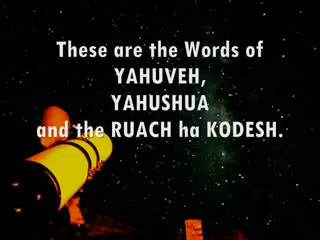 These are the Words of
YAHUVEH,
YAHUSHUA
and the RUACH ha KODESH.